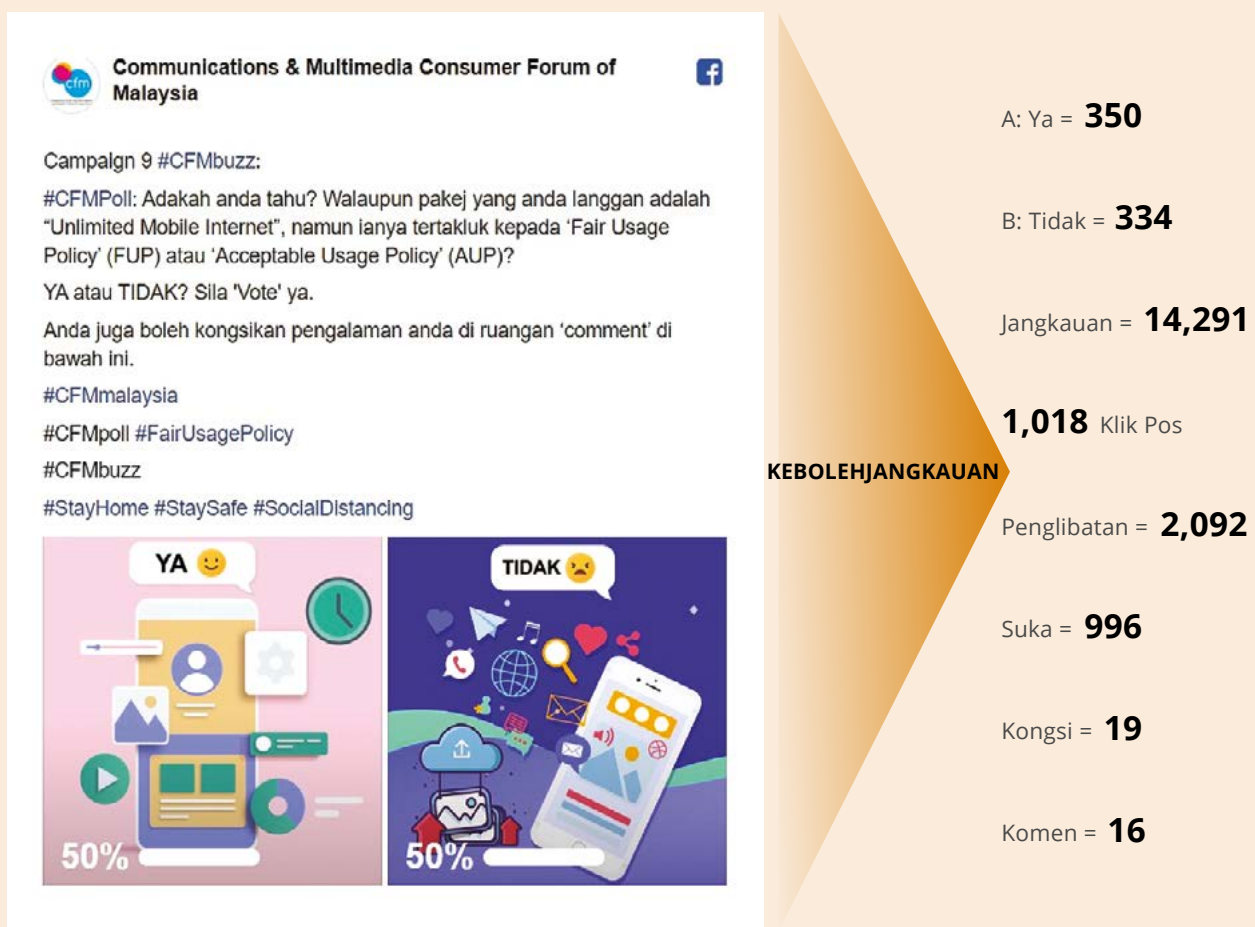 cfm
Communications & Multimedia Consumer Forum of
Malaysia
Campaign 9 #CFMbuzz:
#CFMPoll: Adakah anda tahu? Walaupun pakej yang anda langgan adalah
“Unlimited Mobile Internet”, namun ianya tertakluk kepada ‘Fair Usage
Policy’ (FUP) atau ‘Acceptable Usage Policy’ (AUP)?
YA atau TIDAK? Sila 'Vote' ya.
Anda juga boleh kongsikan pengalaman anda di ruangan ‘comment’ di
bawah ini.
#CFMmalaysia
#CFMpoll #FairUsagePolicy
#CFMbuzz
#StayHome #StaySafe #SocialDistancing
YA
50%
TIDAK
50%
KEBOLEHJANGKAUAN
A: Ya = 350
B: Tidak = 334
Jangkauan = 14,291
1,018 Klik Pos
Penglibatan = 2,092
Suka = 996
Kongsi = 19
Komen = 16